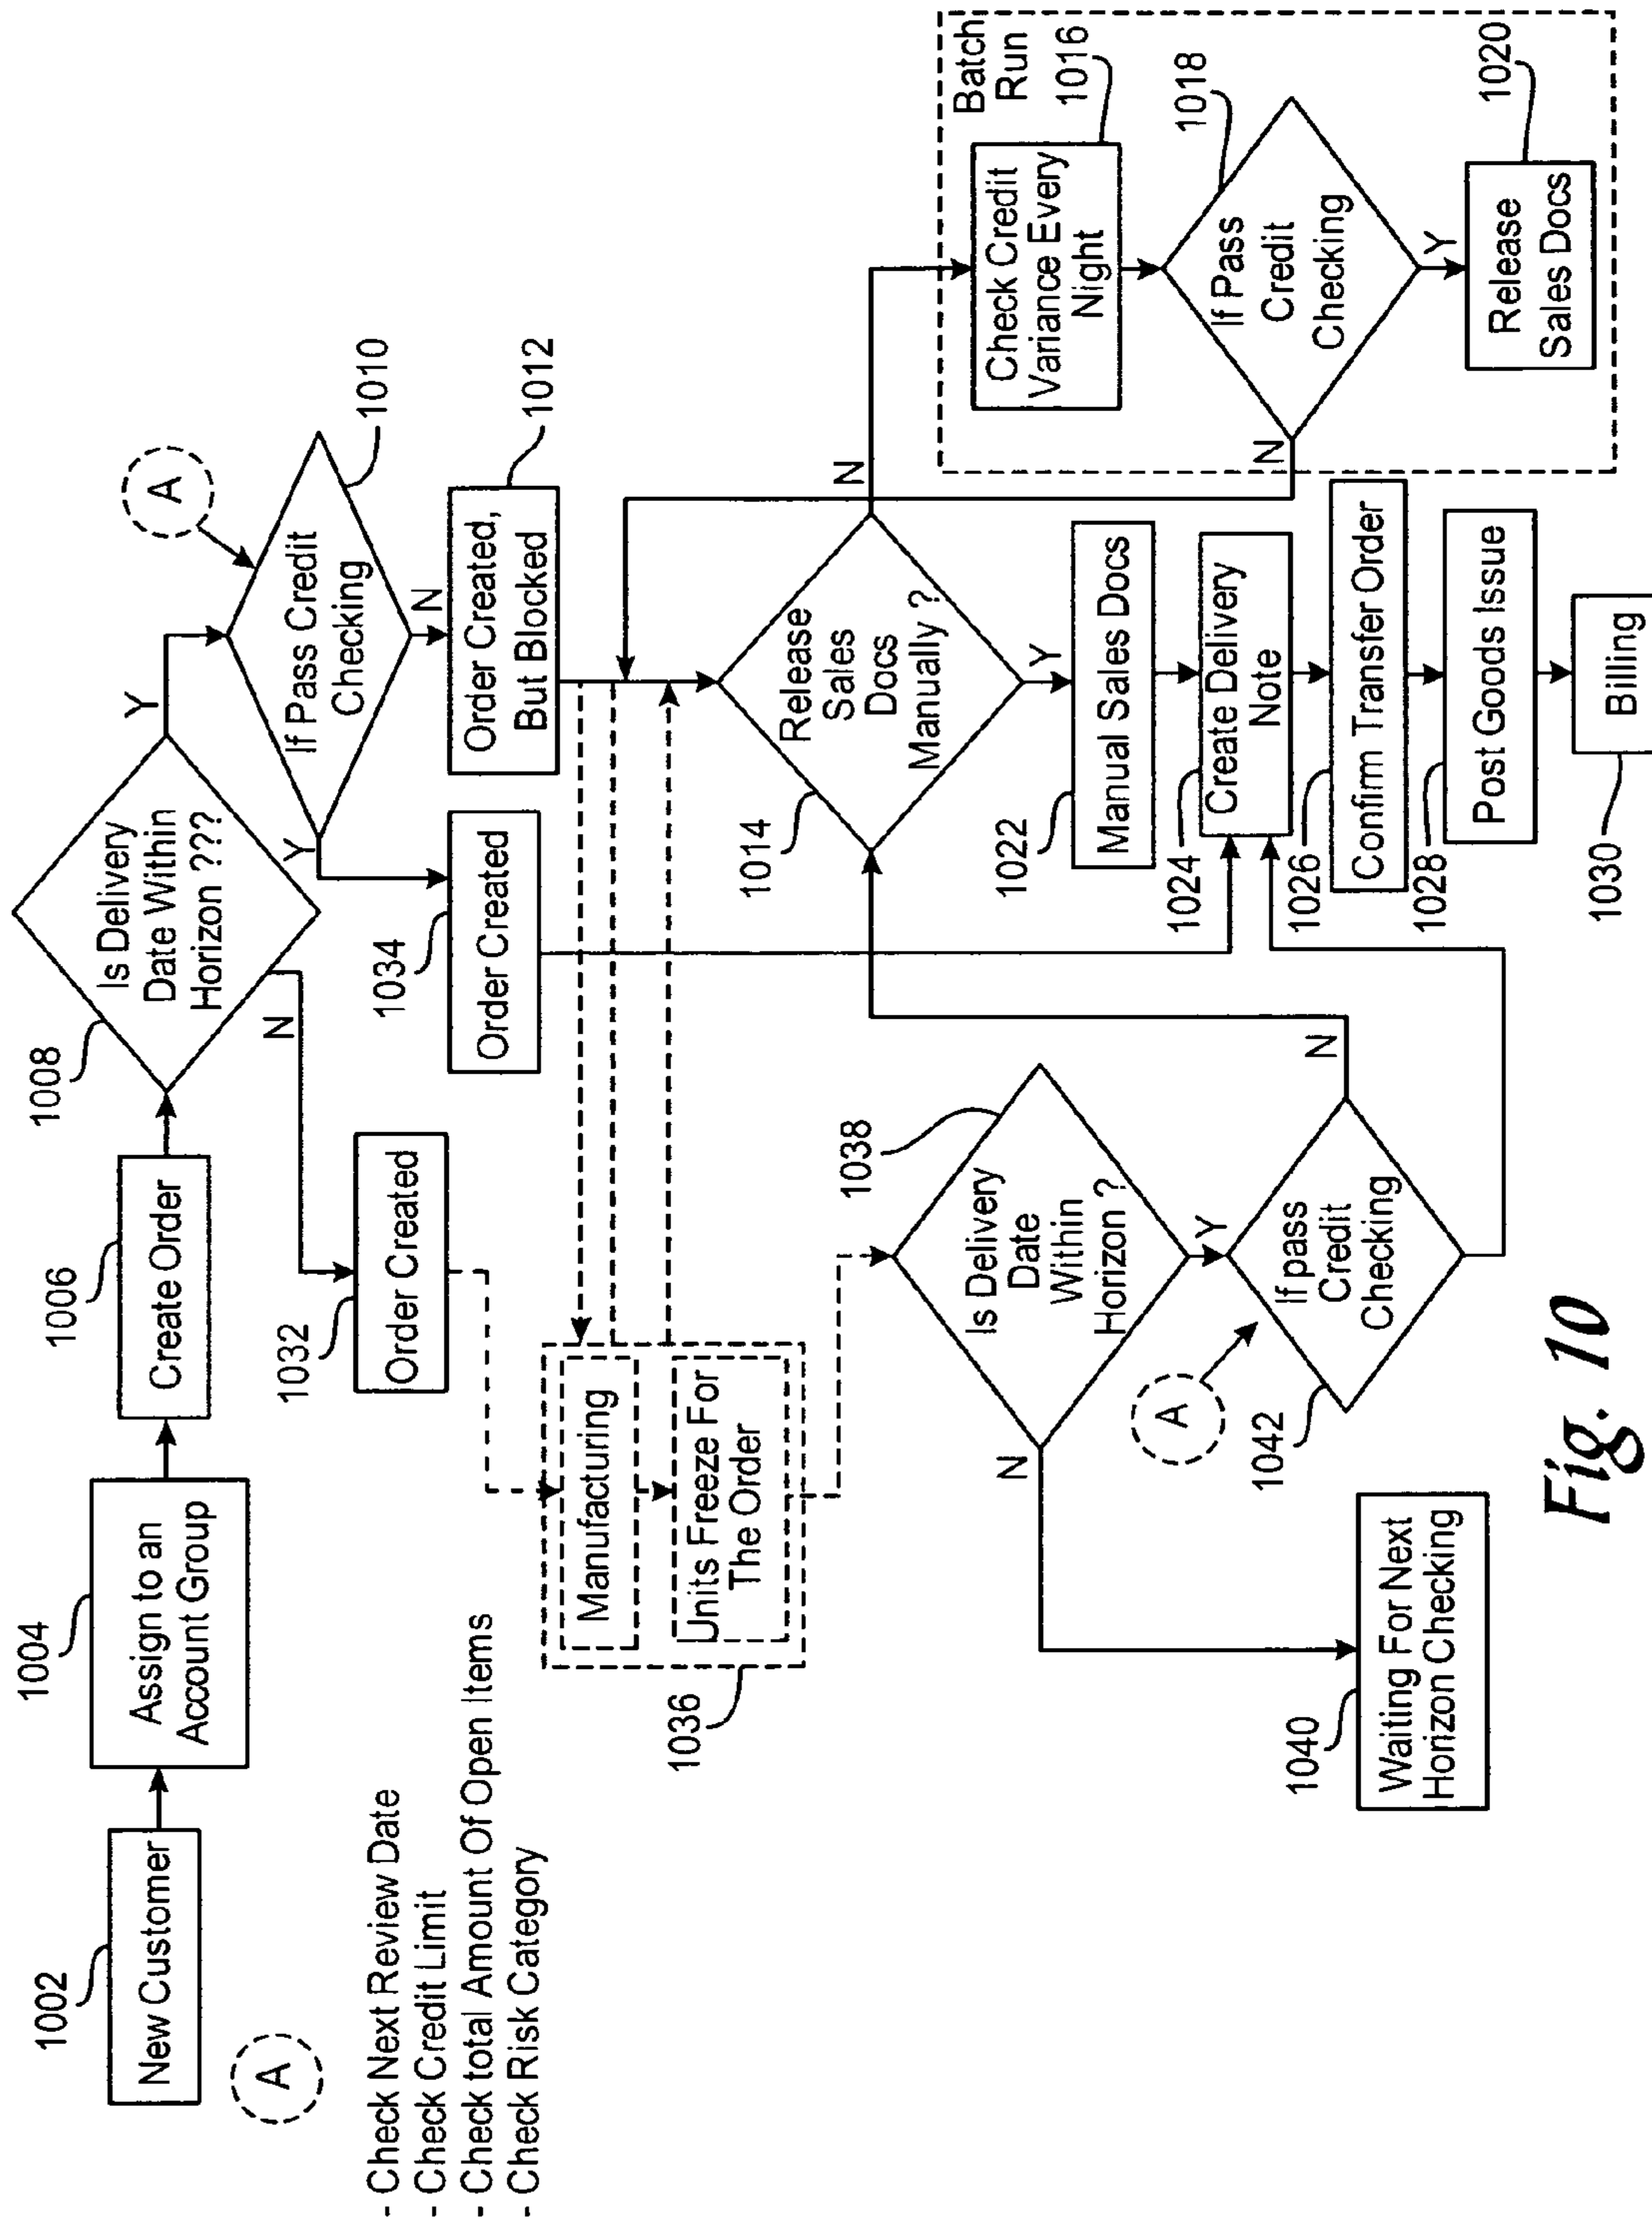 1002
New Customer
1004
Assign to an
Account Group
1006
Create Order
1008
Is Delivery
Date Within
Horizon ???
Y
N
A
If Pass Credit
Checking
1010
Y
N
A
- Check Next Review Date
- Check Credit Limit
- Check total Amount Of Open Items
- Check Risk Category
1032
Order Created
1034
Order Created
Order Created,
But Blocked
1012
1036
Manufacturing
Units Freeze For
The Order
1014
Release
Sales
Docs
Manually ?
N
Y
Batch
Run
Check Credit
Variance Every
Night
1016
If Pass
Credit
Checking
1018
N
Y
Release
Sales Docs
1020
1022
Manual Sales Docs
1024
Create Delivery
Note
1026
Confirm Transfer Order
1028
Post Goods Issue
1030
Billing
Is Delivery
Date
Within
Horizon ?
1038
N
Y
A
If pass
Credit
Checking
1042
N
1040
Waiting For Next
Horizon Checking
Fig. 10